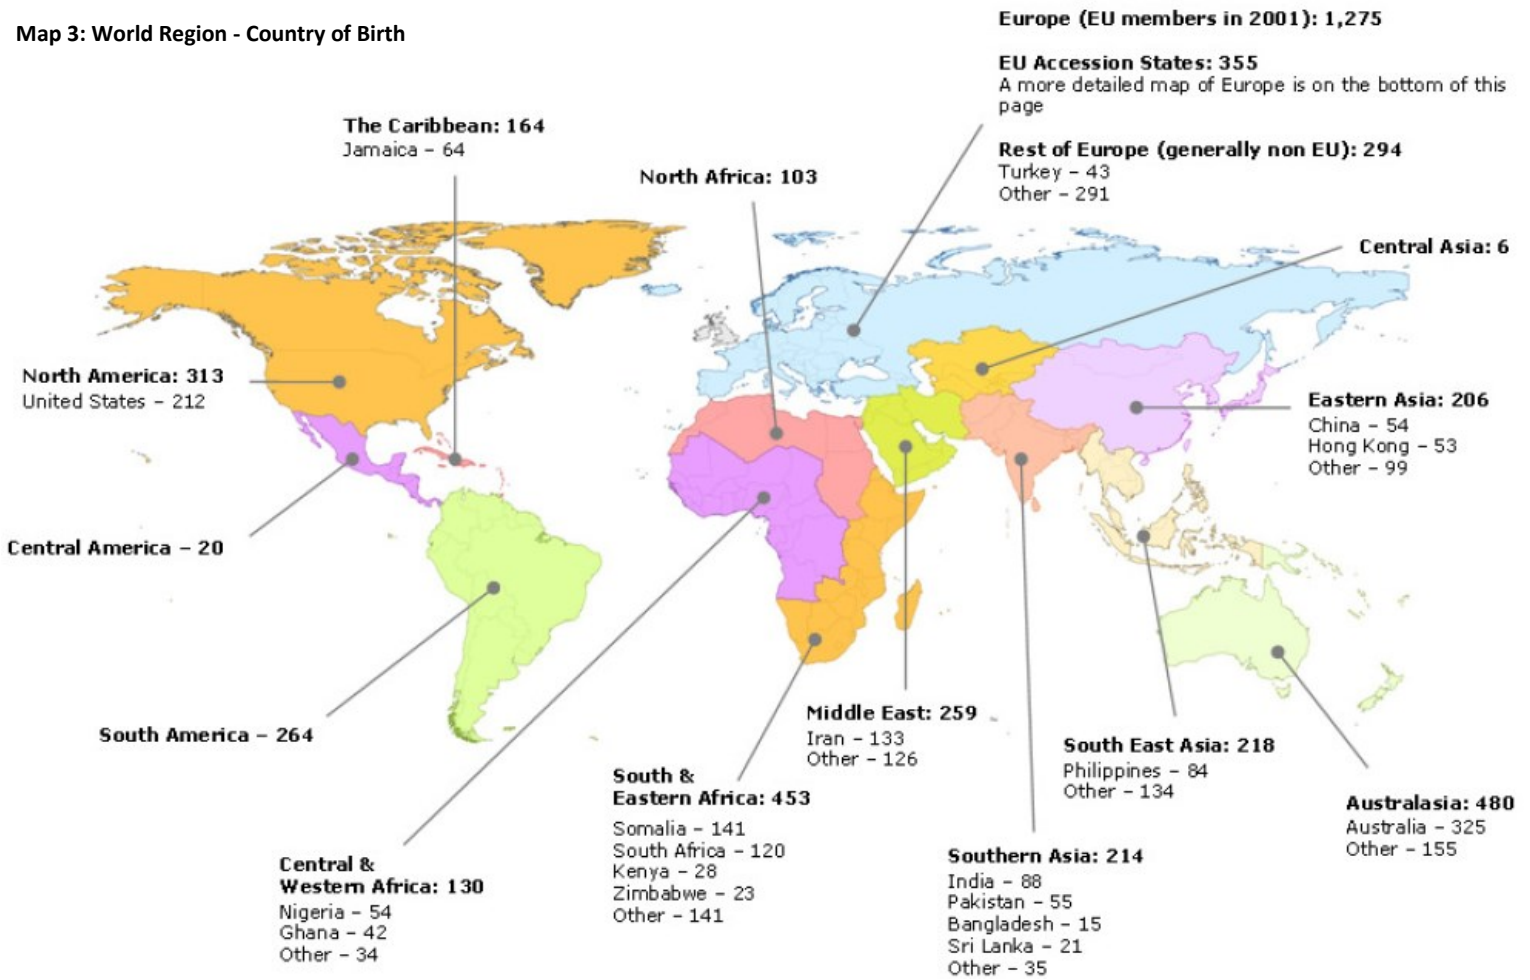 Map 3: World Region - Country of Birth
Europe (EU members in 2001): 1,275
EU Accession States: 355
A more detailed map of Europe is on the bottom of this
page
Rest of Europe (generally non EU): 294
Turkey – 43
Other – 291
The Caribbean: 164
Jamaica – 64
North Africa: 103
Central Asia: 6
North America: 313
United States – 212
Eastern Asia: 206
China – 54
Hong Kong – 53
Other – 99
Central America – 20
South America – 264
Middle East: 259
Iran – 133
Other – 126
South East Asia: 218
Philippines – 84
Other – 134
South &
Eastern Africa: 453
Somalia – 141
South Africa – 120
Kenya – 28
Zimbabwe – 23
Other – 141
Australasia: 480
Australia – 325
Other – 155
Central &
Western Africa: 130
Nigeria – 54
Ghana – 42
Other – 34
Southern Asia: 214
India – 88
Pakistan – 55
Bangladesh – 15
Sri Lanka – 21
Other – 35